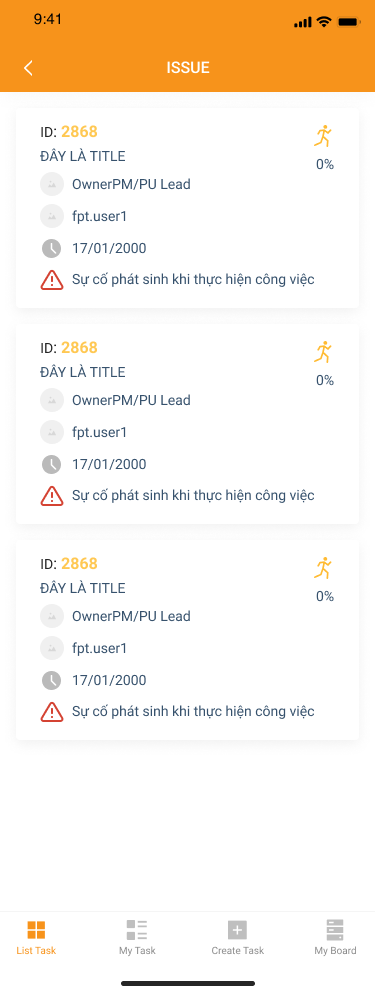 9:41
ISSUE
ID: 2868
ĐÂY LÀ TITLE
0%
OwnerPM/PU Lead
fpt.user1
17/01/2000
Sự cố phát sinh khi thực hiện công việc
ID: 2868
ĐÂY LÀ TITLE
0%
OwnerPM/PU Lead
fpt.user1
17/01/2000
Sự cố phát sinh khi thực hiện công việc
ID: 2868
ĐÂY LÀ TITLE
0%
OwnerPM/PU Lead
fpt.user1
17/01/2000
Sự cố phát sinh khi thực hiện công việc
List Task My Task Create Task My Board